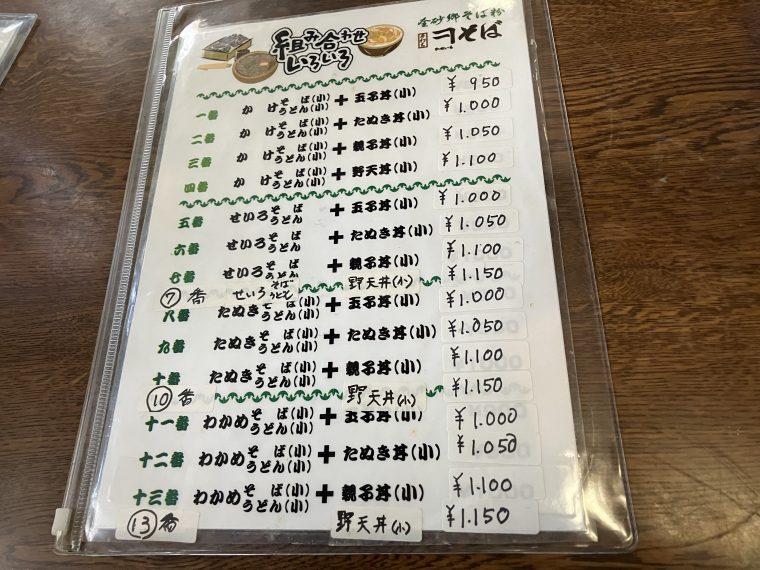 組み合わせ
いろいろ
金砂郷そば粉
ヨそば
一番 かけそば(小)うどん(小)+玉子丼(小) ¥950
二番 かけそば(小)うどん(小)+たぬき丼(小) ¥1.000
三番 かけそば(小)うどん(小)+親子丼(小) ¥1.050
四番 かけそば(小)うどん(小)+野天丼(小) ¥1.100
五番 せいろそばうどん+玉子丼(小) ¥1.000
六番 せいろそばうどん+たぬき丼(小) ¥1.050
七番 せいろそばうどん+親子丼(小) ¥1.100
⑦番 せいろそばうどん 野天丼(小) ¥1.150
八番 たぬきそば(小)うどん(小)+玉子丼(小) ¥1.000
九番 たぬきそば(小)うどん(小)+たぬき丼(小) ¥1.050
十番 たぬきそば(小)うどん(小)+親子丼(小) ¥1.100
⑩番 野天丼(小) ¥1.150
十一番 わかめそば(小)うどん(小)+玉子丼(小) ¥1.000
十二番 わかめそば(小)うどん(小)+たぬき丼(小) ¥1.050
十三番 わかめそば(小)うどん(小)+親子丼(小) ¥1.100
⑬番 野天丼(小) ¥1.150